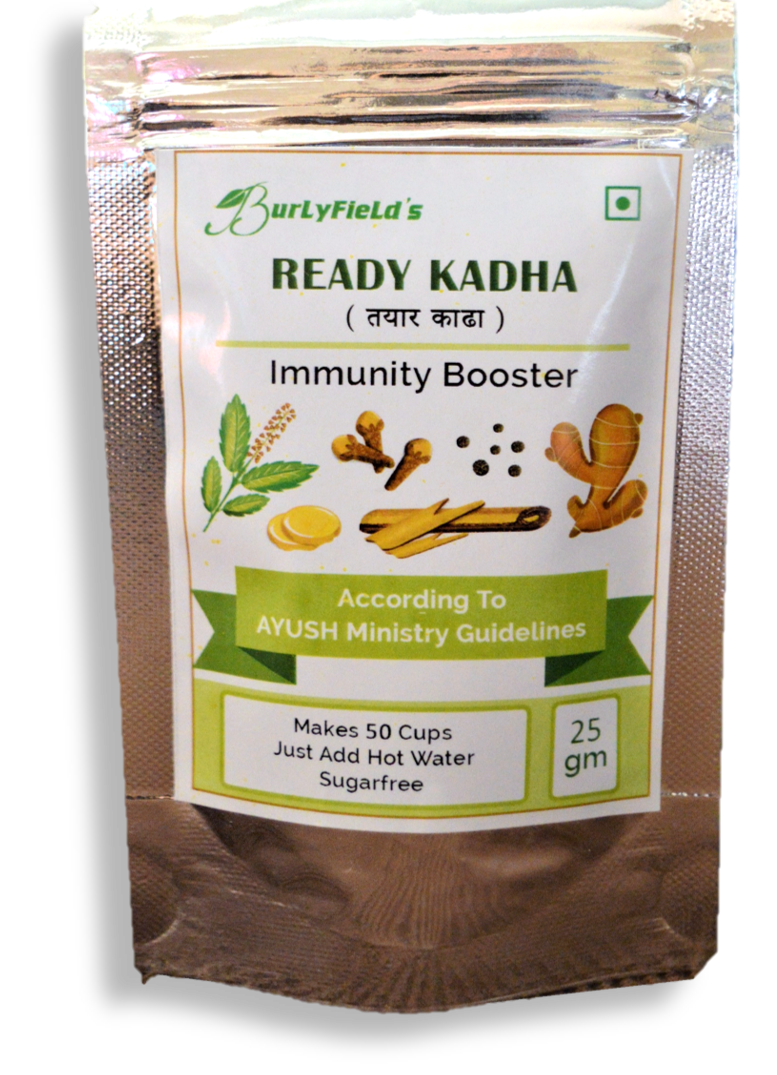 BurLyFieLd's
READY KADHA
( तयार काढा )
Immunity Booster
According To
AYUSH Ministry Guidelines
Makes 50 Cups
Just Add Hot Water
Sugarfree
25
gm